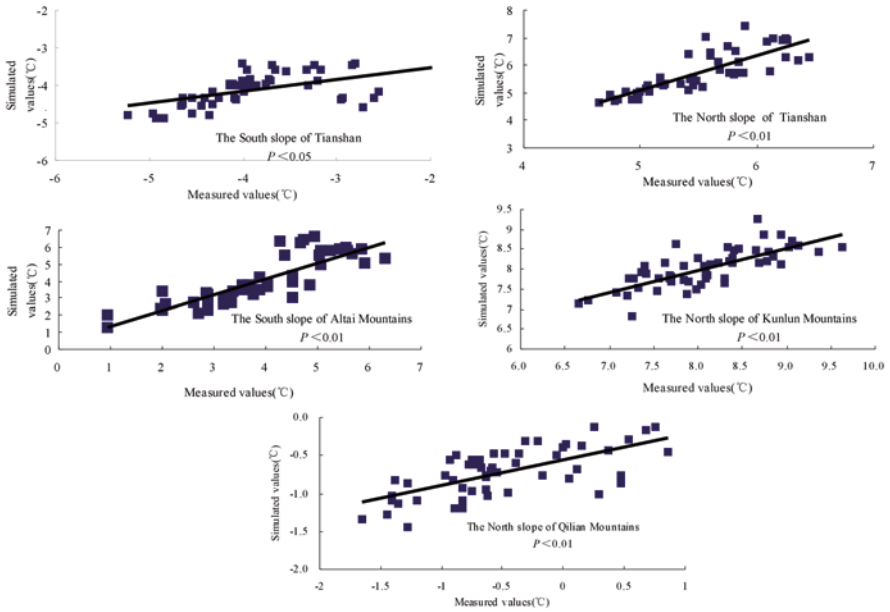 -2
-3
-4
-5
-6
Simulated
values(℃)
The South slope of Tianshan
P＜0.05
-6 -5 -4 -3 -2
Measured values(℃)
8
7
6
5
4
3
Simulated
values(℃)
The North slope of Tianshan
P＜0.01
4 5 6 7
Measured values(℃)
7
6
5
4
3
2
1
0
Simulated
values(℃)
The South slope of Altai Mountains
P＜0.01
0 1 2 3 4 5 6 7
Measured values(℃)
9.5
9
8.5
8
7.5
7
6.5
6
Simulated values(℃)
The North slope of Kunlun Mountains
P＜0.01
6.0 6.5 7.0 7.5 8.0 8.5 9.0 9.5 10.0
Measured values(℃)
0.0
-0.5
-1.0
-1.5
-2.0
Simulated values(℃)
The North slope of Qilian Mountains
P＜0.01
-2 -1.5 -1 -0.5 0 0.5 1
Measured values(℃)